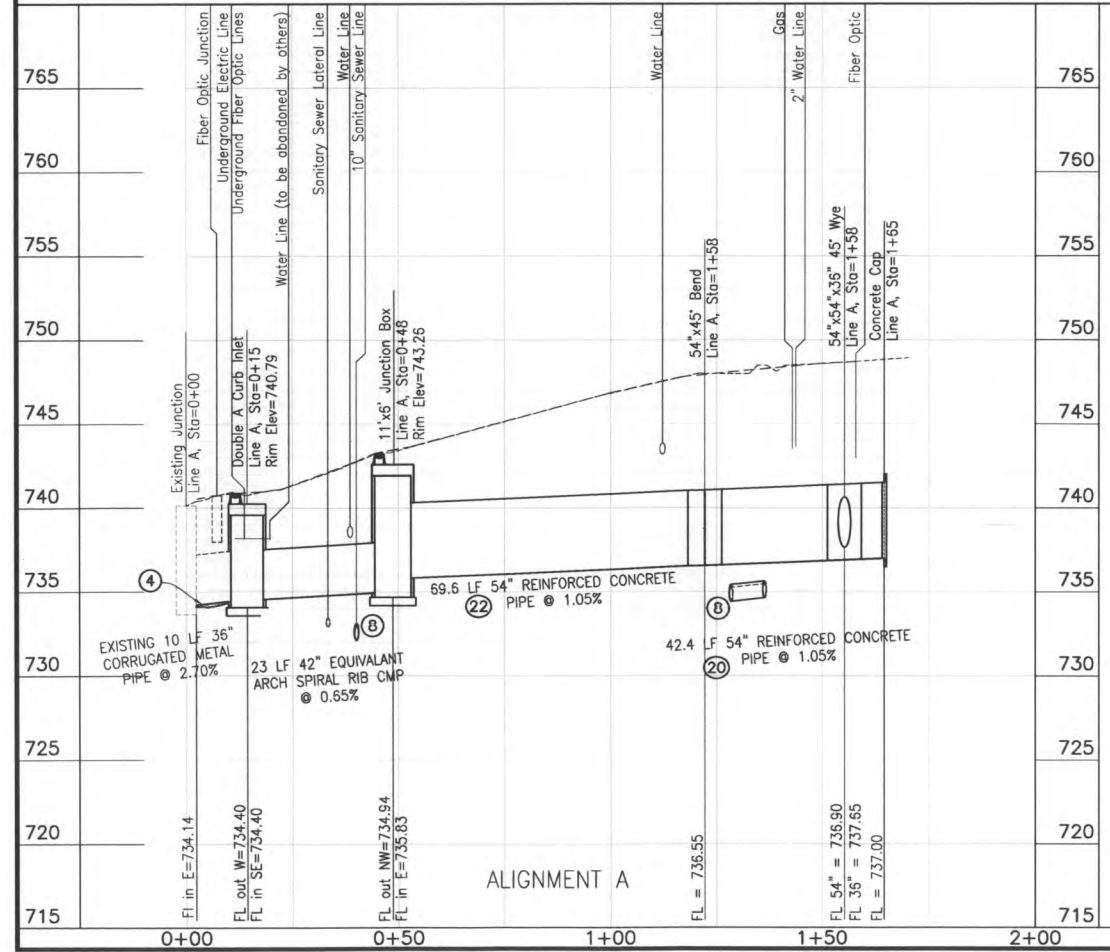 Fiber Optic Junction
Underground Electric Line
Underground Fiber Optic Lines
Water Line (to be abandoned by others)
Sanitary Sewer Lateral Line
Water Line
10" Sanitary Sewer Line
Water Line
Gas
2" Water Line
Fiber Optic
765
765
760
760
755
755
750
750
745
745
740
740
735
735
730
730
725
725
720
720
715
715
Existing Junction
Line A, Sta=0+00
Double A Curb Inlet
Line A, Sta=0+15
Rim Elev=740.79
11'x6' Junction Box
Line A, Sta=0+48
Rim Elev=743.26
54"x45° Bend
Line A, Sta=1+58
54"x54"x36" 45° Wye
Line A, Sta=1+58
Concrete Cap
Line A, Sta=1+65
4
EXISTING 10 LF 36"
CORRUGATED METAL
PIPE @ 2.70%
8
23 LF 42" EQUIVALANT
ARCH SPIRAL RIB CMP
@ 0.65%
69.6 LF 54" REINFORCED CONCRETE
22 PIPE @ 1.05%
8
42.4 LF 54" REINFORCED CONCRETE
20 PIPE @ 1.05%
Fl in E=734.14
FL out W=734.40
FL in SE=734.40
FL out NW=734.94
FL in E=735.83
FL = 736.55
FL 54" = 736.90
FL 36" = 737.65
FL = 737.00
ALIGNMENT A
0+00
0+50
1+00
1+50
2+00